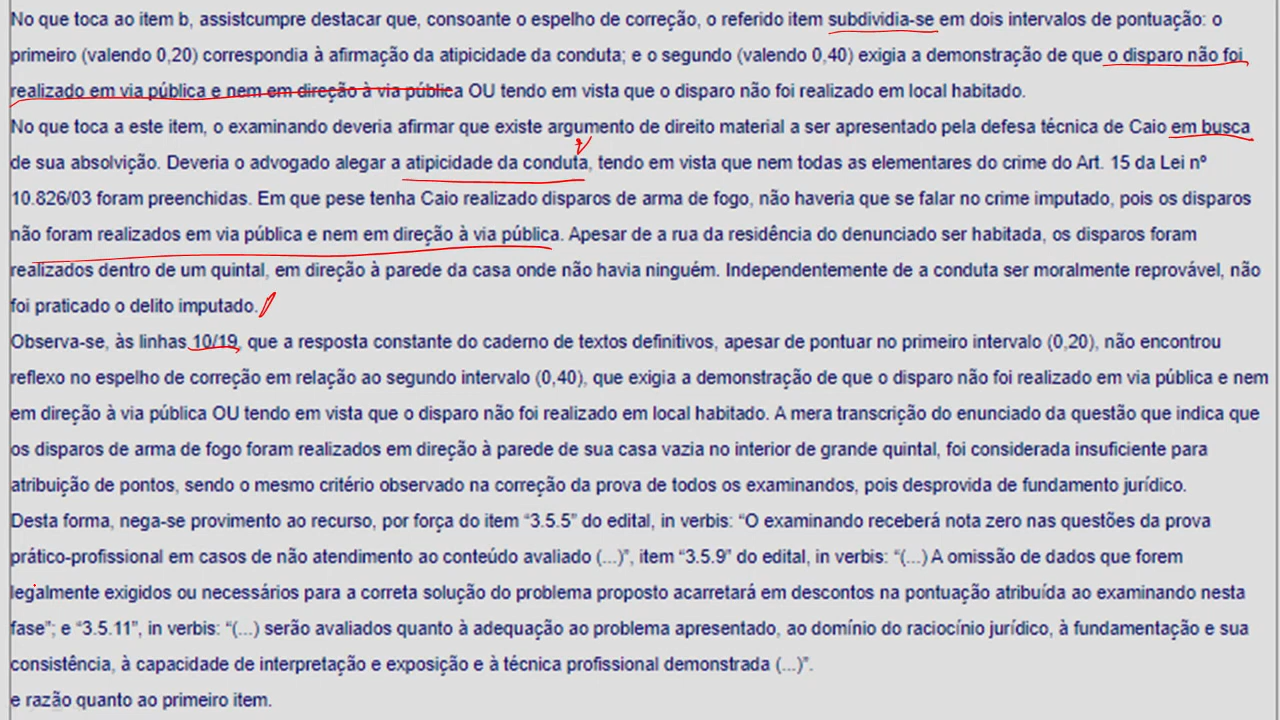 No que toca ao item b, assistcumpre destacar que, consoante o espelho de correção, o referido item subdividia-se em dois intervalos de pontuação: o
primeiro (valendo 0,20) correspondia à afirmação da atipicidade da conduta; e o segundo (valendo 0,40) exigia a demonstração de que o disparo não foi
realizado em via pública e nem em direção à via pública OU tendo em vista que o disparo não foi realizado em local habitado.
No que toca a este item, o examinando deveria afirmar que existe argumento de direito material a ser apresentado pela defesa técnica de Caio em busca
de sua absolvição. Deveria o advogado alegar a atipicidade da conduta, tendo em vista que nem todas as elementares do crime do Art. 15 da Lei nº
10.826/03 foram preenchidas. Em que pese tenha Caio realizado disparos de arma de fogo, não haveria que se falar no crime imputado, pois os disparos
não foram realizados em via pública e nem em direção à via pública. Apesar de a rua da residência do denunciado ser habitada, os disparos foram
realizados dentro de um quintal, em direção à parede da casa onde não havia ninguém. Independentemente de a conduta ser moralmente reprovável, não
foi praticado o delito imputado.
Observa-se, às linhas 10/19, que a resposta constante do caderno de textos definitivos, apesar de pontuar no primeiro intervalo (0,20), não encontrou
reflexo no espelho de correção em relação ao segundo intervalo (0,40), que exigia a demonstração de que o disparo não foi realizado em via pública e nem
em direção à via pública OU tendo em vista que o disparo não foi realizado em local habitado. A mera transcrição do enunciado da questão que indica que
os disparos de arma de fogo foram realizados em direção à parede de sua casa vazia no interior de grande quintal, foi considerada insuficiente para
atribuição de pontos, sendo o mesmo critério observado na correção da prova de todos os examinandos, pois desprovida de fundamento jurídico.
Desta forma, nega-se provimento ao recurso, por força do item “3.5.5” do edital, in verbis: “O examinando receberá nota zero nas questões da prova
prático-profissional em casos de não atendimento ao conteúdo avaliado (...)”, item “3.5.9” do edital, in verbis: “(...) A omissão de dados que forem
legalmente exigidos ou necessários para a correta solução do problema proposto acarretará em descontos na pontuação atribuída ao examinando nesta
fase”; e “3.5.11”, in verbis: “(...) serão avaliados quanto à adequação ao problema apresentado, ao domínio do raciocínio jurídico, à fundamentação e sua
consistência, à capacidade de interpretação e exposição e à técnica profissional demonstrada (...)”.
e razão quanto ao primeiro item.